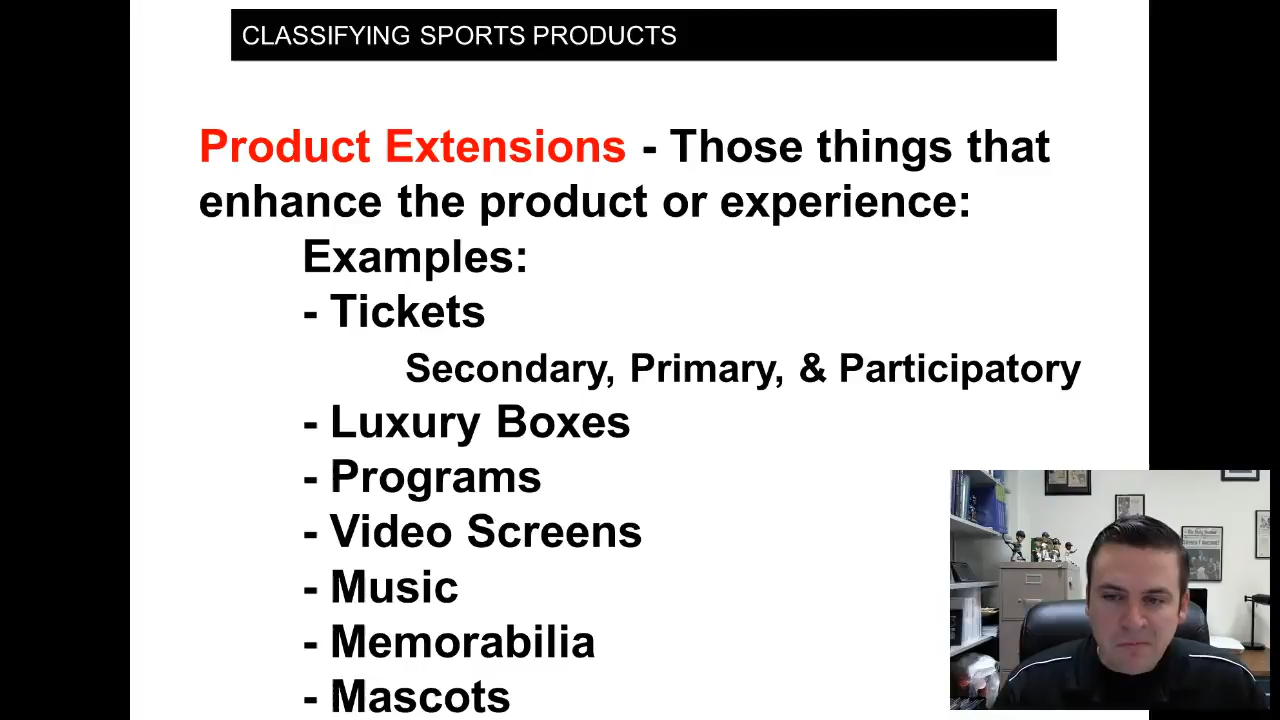 CLASSIFYING SPORTS PRODUCTS
Product Extensions - Those things that
enhance the product or experience:
Examples:
- Tickets
Secondary, Primary, & Participatory
- Luxury Boxes
- Programs
- Video Screens
- Music
- Memorabilia
- Mascots